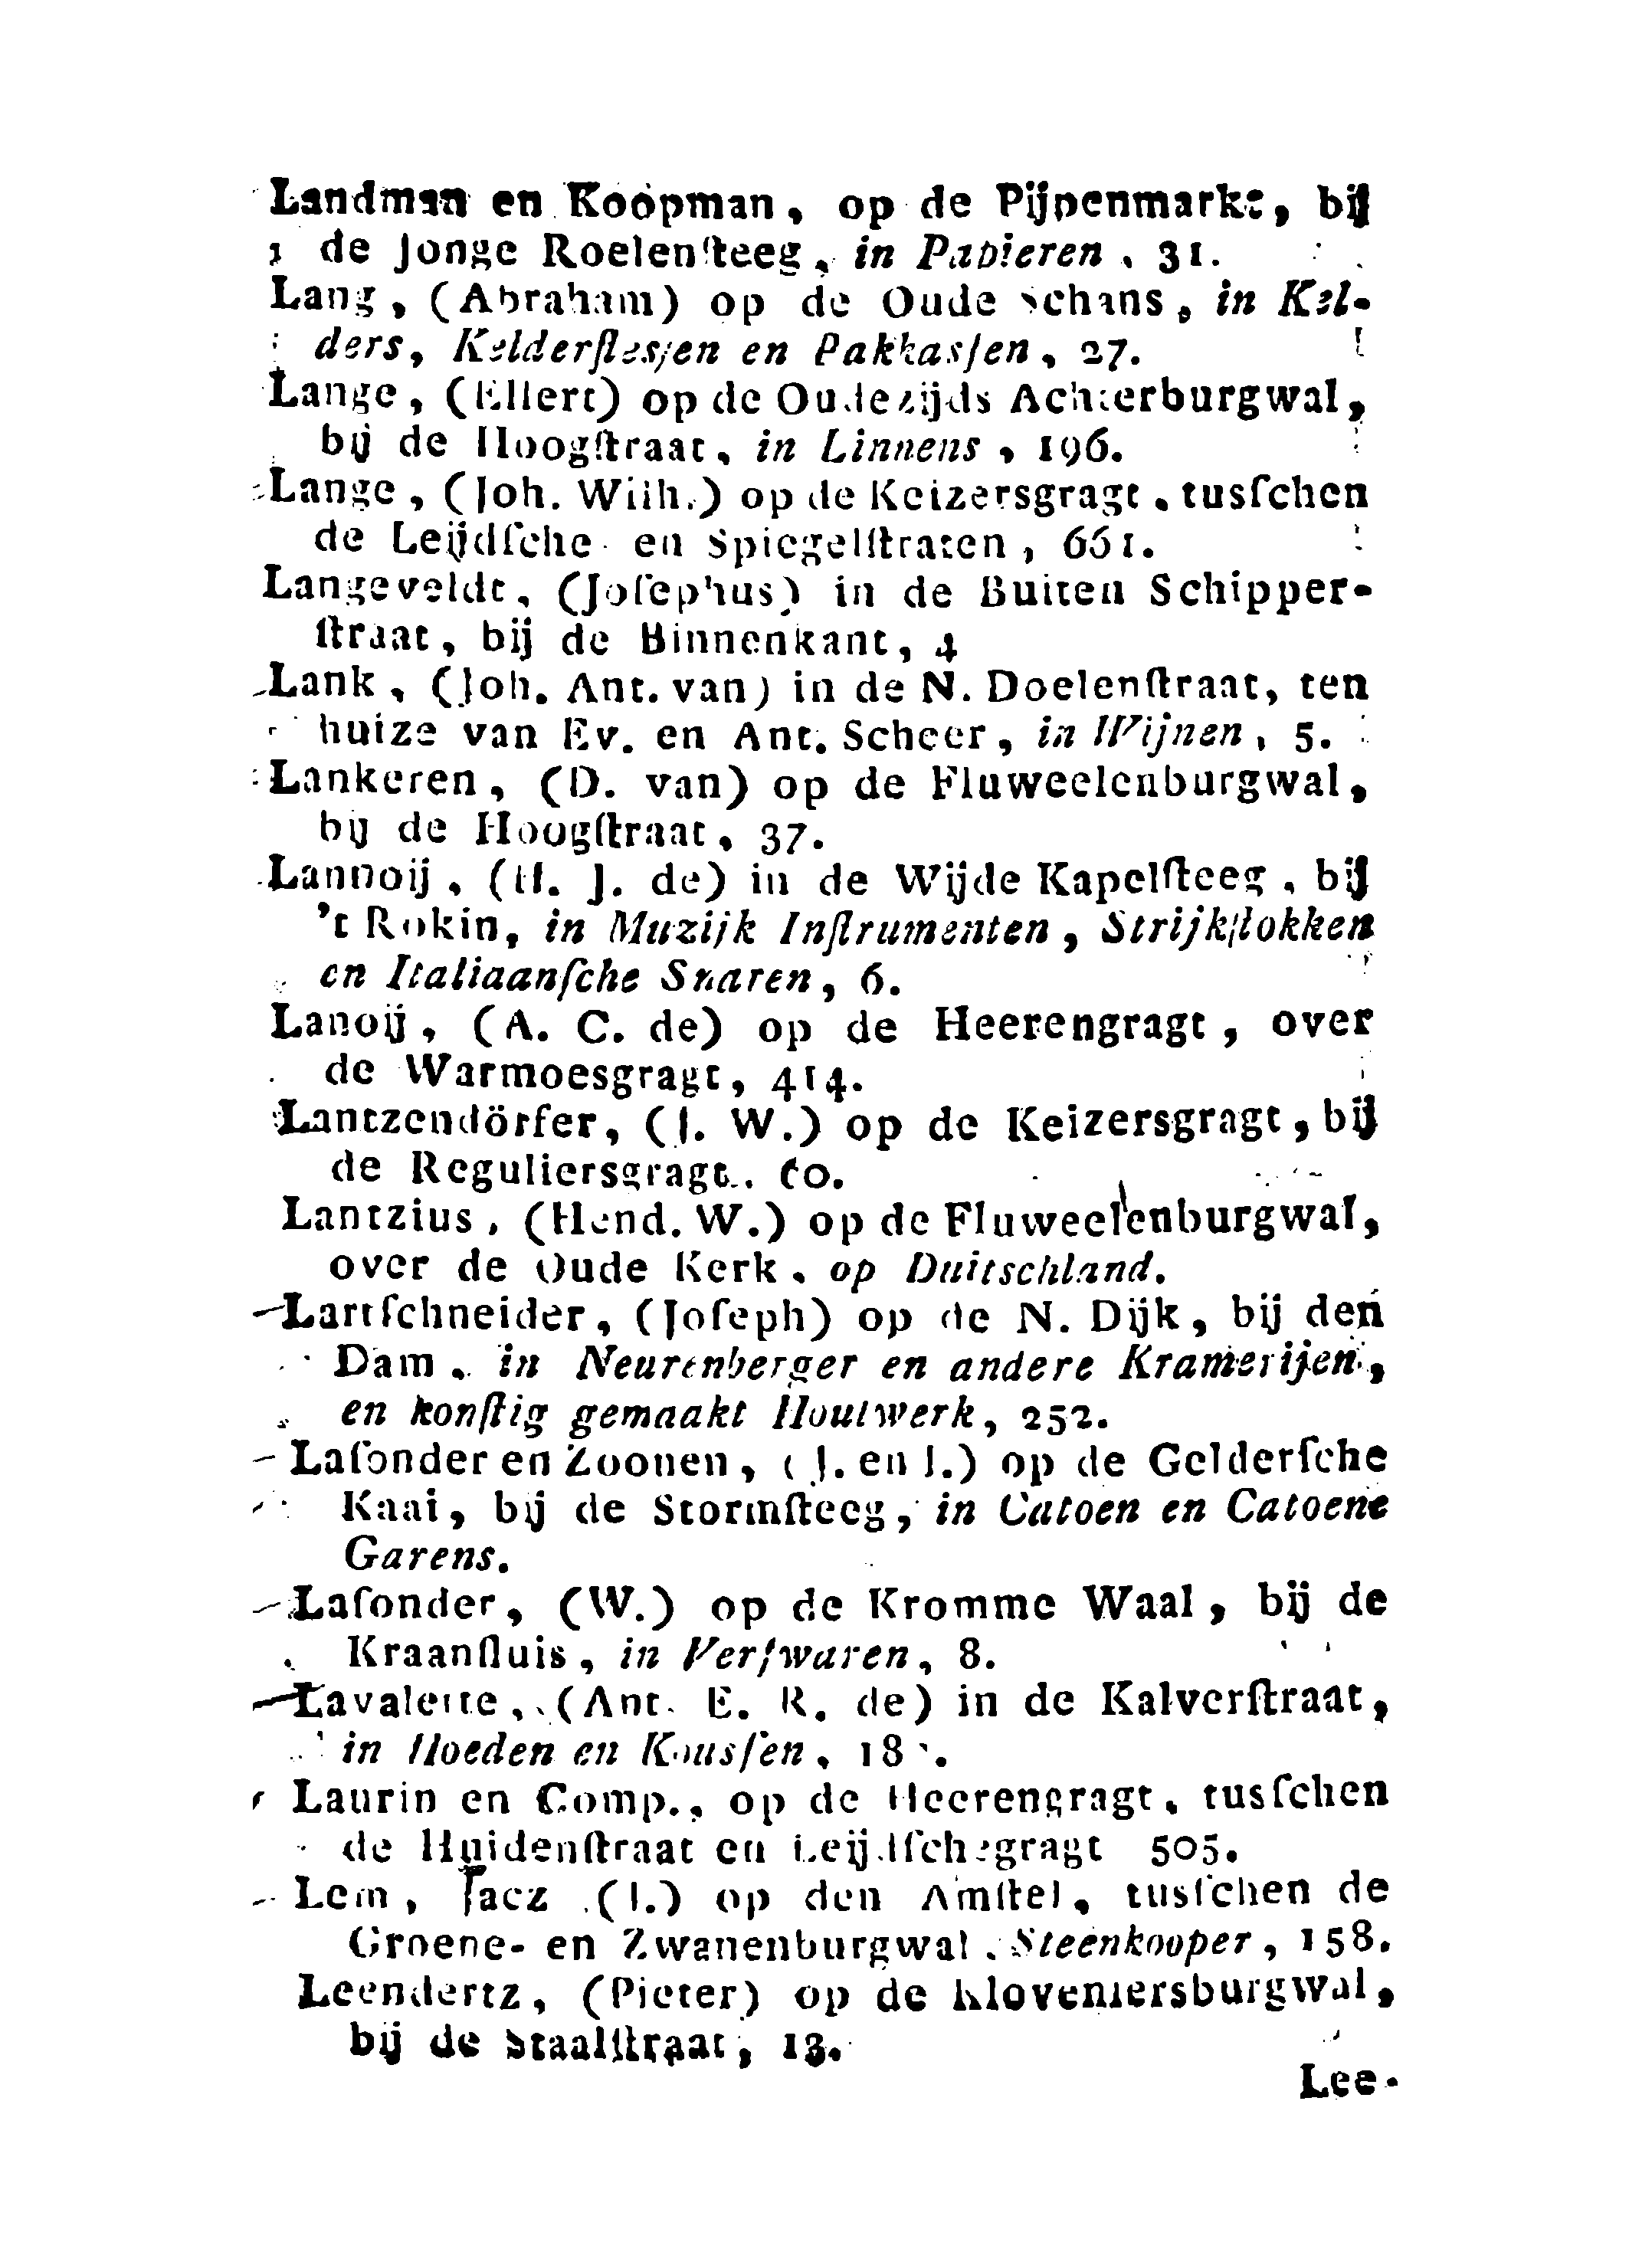 Landman en Koopman, op de Pijpenmarkt, bij
de Jonge Roelenſteeg, in Papieren, 31.
Lang, (Abraham) op de Oude Schans, in Kel-
ders, Kelderfleſſen en Pakkasſen, 27.
Lange, (Ellert) op de Oudezijds Achterburgwal,
bij de Hoogſtraat, in Linnens, 196.
Lange, (Joh. Wilh.) op de Keizersgragt, tusſchen
de Leijdſche en Spiegelſtraten, 661.
Langeveldt, (Joſephus) in de Buiten Schipper-
ſtraat, bij de Binnenkant, 4
Lank, (Joh. Ant. van) in de N. Doelenſtraat, ten
huize van Ev. en Ant. Scheer, in Wijnen, 5.
Lankeren, (D. van) op de Fluweelenburgwal,
bij de Hoogſtraat, 37.
Lannoij, (H. J. de) in de Wijde Kapelſteeg, bij
't Rokin, in Muzijk Inſtrumenten, Strijkſtokken
en Italiaanſche Snaren, 6.
Lanoij, (A. C. de) op de Heerengragt, over
de Warmoesgragt, 414.
Lantzendörfer, (J. W.) op de Keizersgragt, bij
de Reguliersgragt. 60.
Lantzius, (Hend. W.) op de Fluweelenburgwal,
over de Oude Kerk, op Duitschland.
Lartſchneider, (Joſeph) op de N. Dijk, bij den
Dam, in Neurenberger en andere Kramerijen,
en konſtig gemaakt Houtwerk, 252.
Laſonder en Zoonen, (J. en J.) op de Gelderſche
Kaai, bij de Stormſteeg, in Catoen en Catoene
Garens.
Laſonder, (W.) op de Kromme Waal, bij de
Kraanſluis, in Verfwaren, 8.
Lavalette, (Ant. E. R. de) in de Kalverſtraat,
in Hoeden en Kousſen,
Laurin en Comp., op de Heerengragt, tusſchen
de Huidenſtraat en Leijdſchegragt 505.
Lem, Jacz (J.) op den Amſtel, tusſchen de
Groene- en Zwanenburgwal, Steenkooper, 158.
Leendertz, (Pieter) op de Kloveniersburgwal,
bij de Staalſtraat, 13.
Lee-